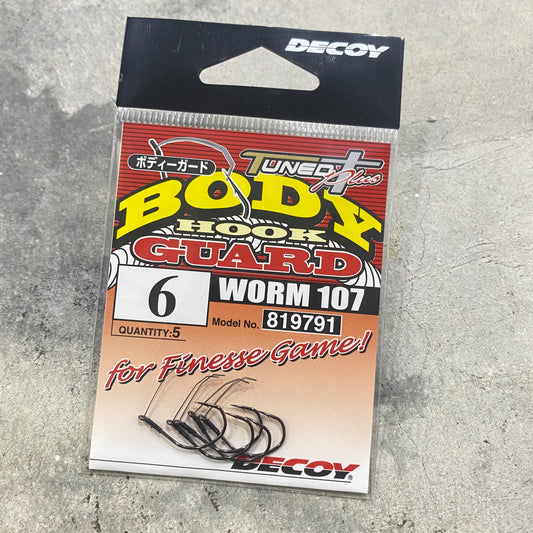 DECOY
ボディーガード
TUNED Plus
BODY
HOOK
GUARD
6
WORM 107
QUANTITY:5
Model No. 819791
for Finesse Game!
DECOY®